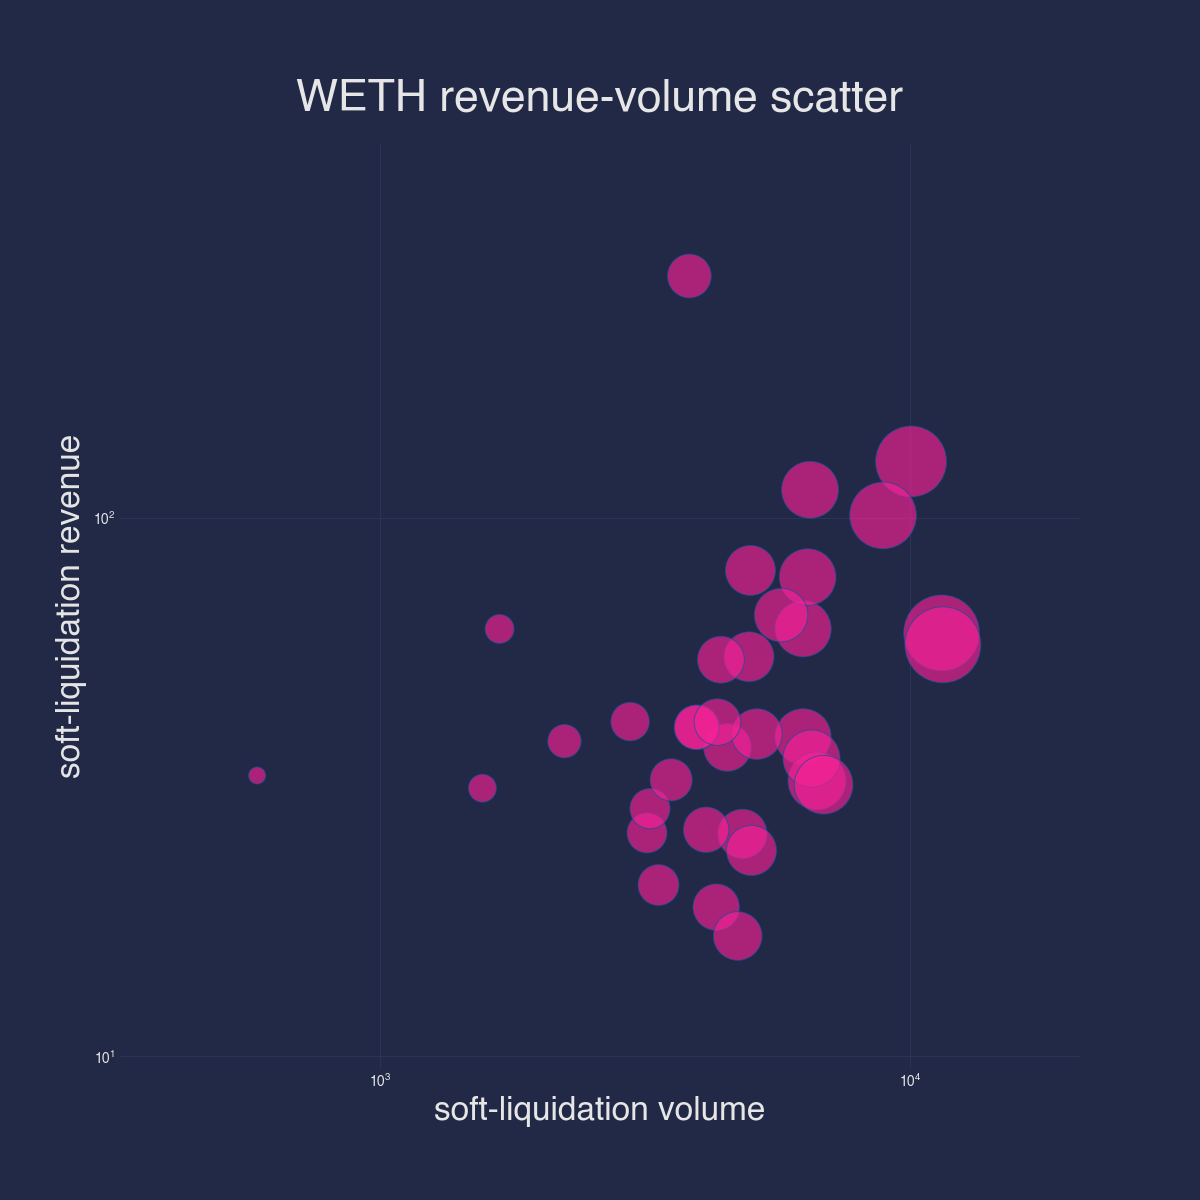 WETH revenue-volume scatter
soft-liquidation revenue
10²
10¹
10³
10⁴
soft-liquidation volume